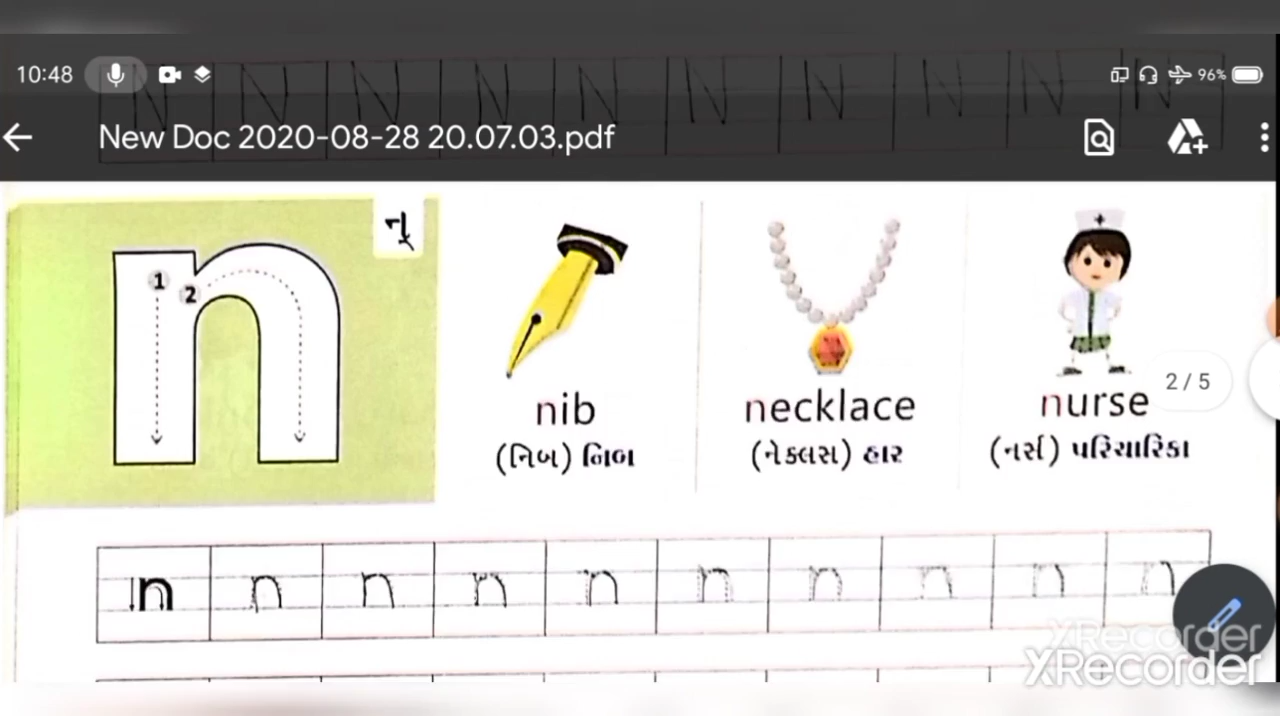 N N N N N N N N N N
10:48 96%
New Doc 2020-08-28 20.07.03.pdf
1 2 ન્
nib necklace nurse 2 / 5
(નિબ) નિબ (નેકલસ) હાર (નર્સ) પરિચારિકા
n n n n n n n n n n
XRecorder
XRecorder